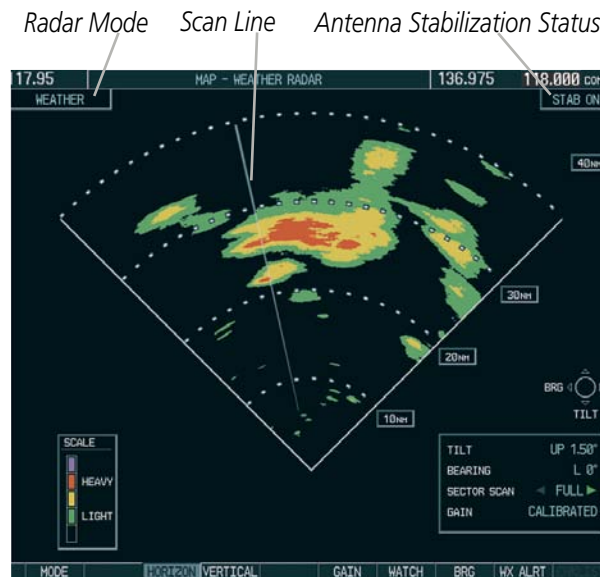 Radar Mode Scan Line Antenna Stabilization Status
17.95 MAP - WEATHER RADAR 136.975 118.000 COM
WEATHER STAB ON
40NM
30NM
20NM
10NM
BRG
TILT
SCALE
HEAVY
LIGHT
TILT UP 1.50°
BEARING L 0°
SECTOR SCAN FULL
GAIN CALIBRATED
MODE HORIZON VERTICAL GAIN WATCH BRG WX ALRT